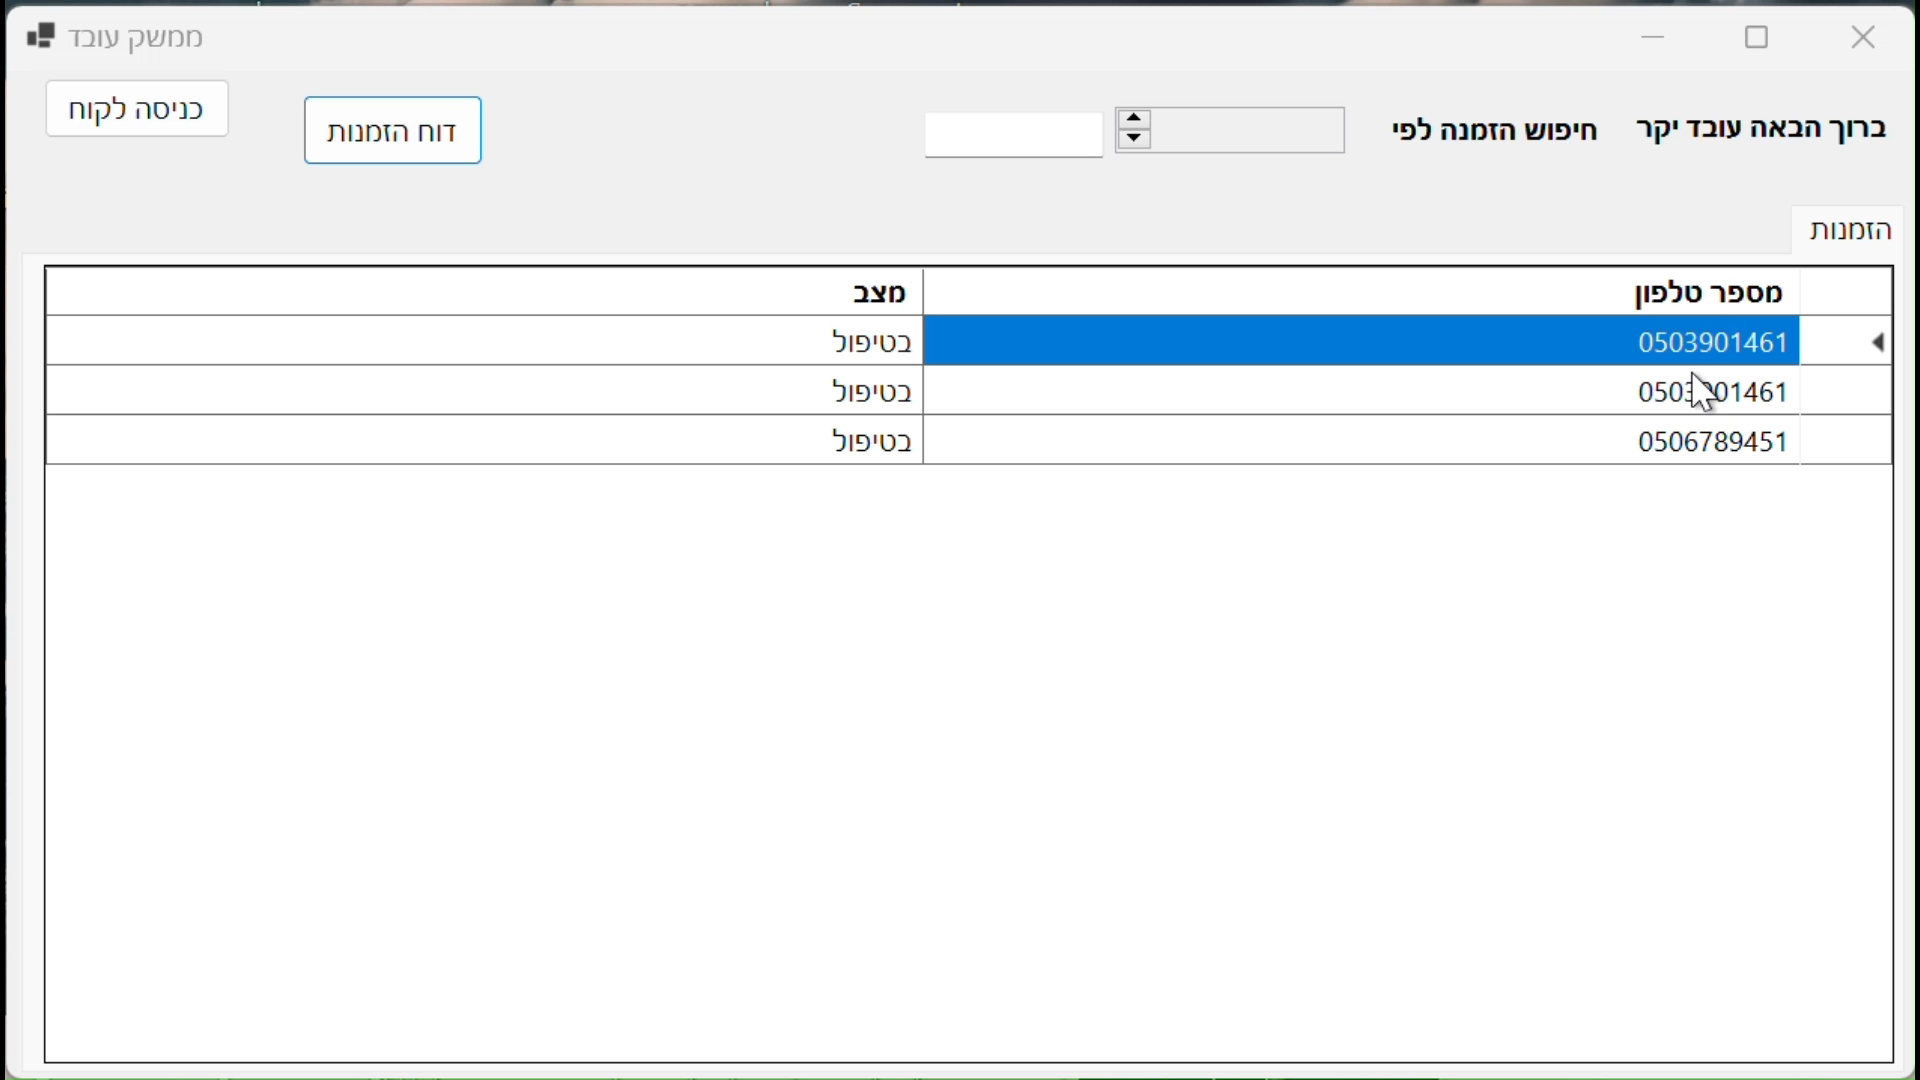 ממשק עובד
כניסה לקוח
דוח הזמנות
ברוך הבאה עובד יקר
חיפוש הזמנה לפי
הזמנות
מספר טלפון מצב
0503901461 בטיפול
0503901461 בטיפול
0506789451 בטיפול